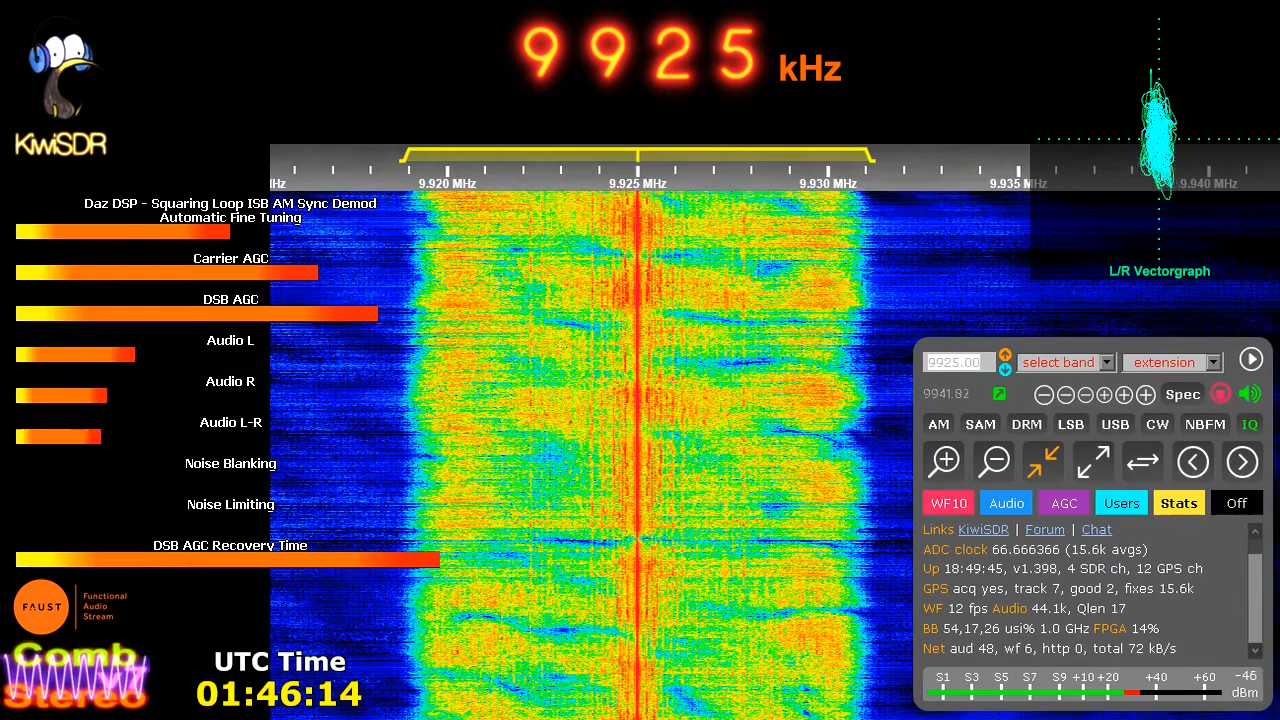 9925 kHz
KiwiSDR
9.920 MHz 9.925 MHz 9.930 MHz 9.935 MHz 9.940 MHz
Daz DSP - Squaring Loop ISB AM Sync Demod
Automatic Fine Tuning
Carrier AGC
DSB AGC
Audio L
Audio R
Audio L-R
Noise Blanking
Noise Limiting
DSB AGC Recovery Time
FAUST
Functional
Audio
Stream
Comb
Stereo
UTC Time
01:46:14
L/R Vectorgraph
9925.00 select band extension
9941.82 Spec
AM SAM DRM LSB USB CW NBFM IQ
WF10 Audio AGC Users Stats Off
Links KiwiSDR | Forum | Chat
ADC clock 66.666366 (15.6k avgs)
Up 18:49:45, v1.398, 4 SDR ch, 12 GPS ch
GPS acq yes, track 7, good 2, fixes 15.6k
WF 12 fps Audio 44.1k, Qlen 17
BB 54,17,26 usi% 1.0 GHz FPGA 14%
Net aud 48, wf 6, http 0, total 72 kB/s
S1 S3 S5 S7 S9 +10 +20 +40 +60 -46
dBm